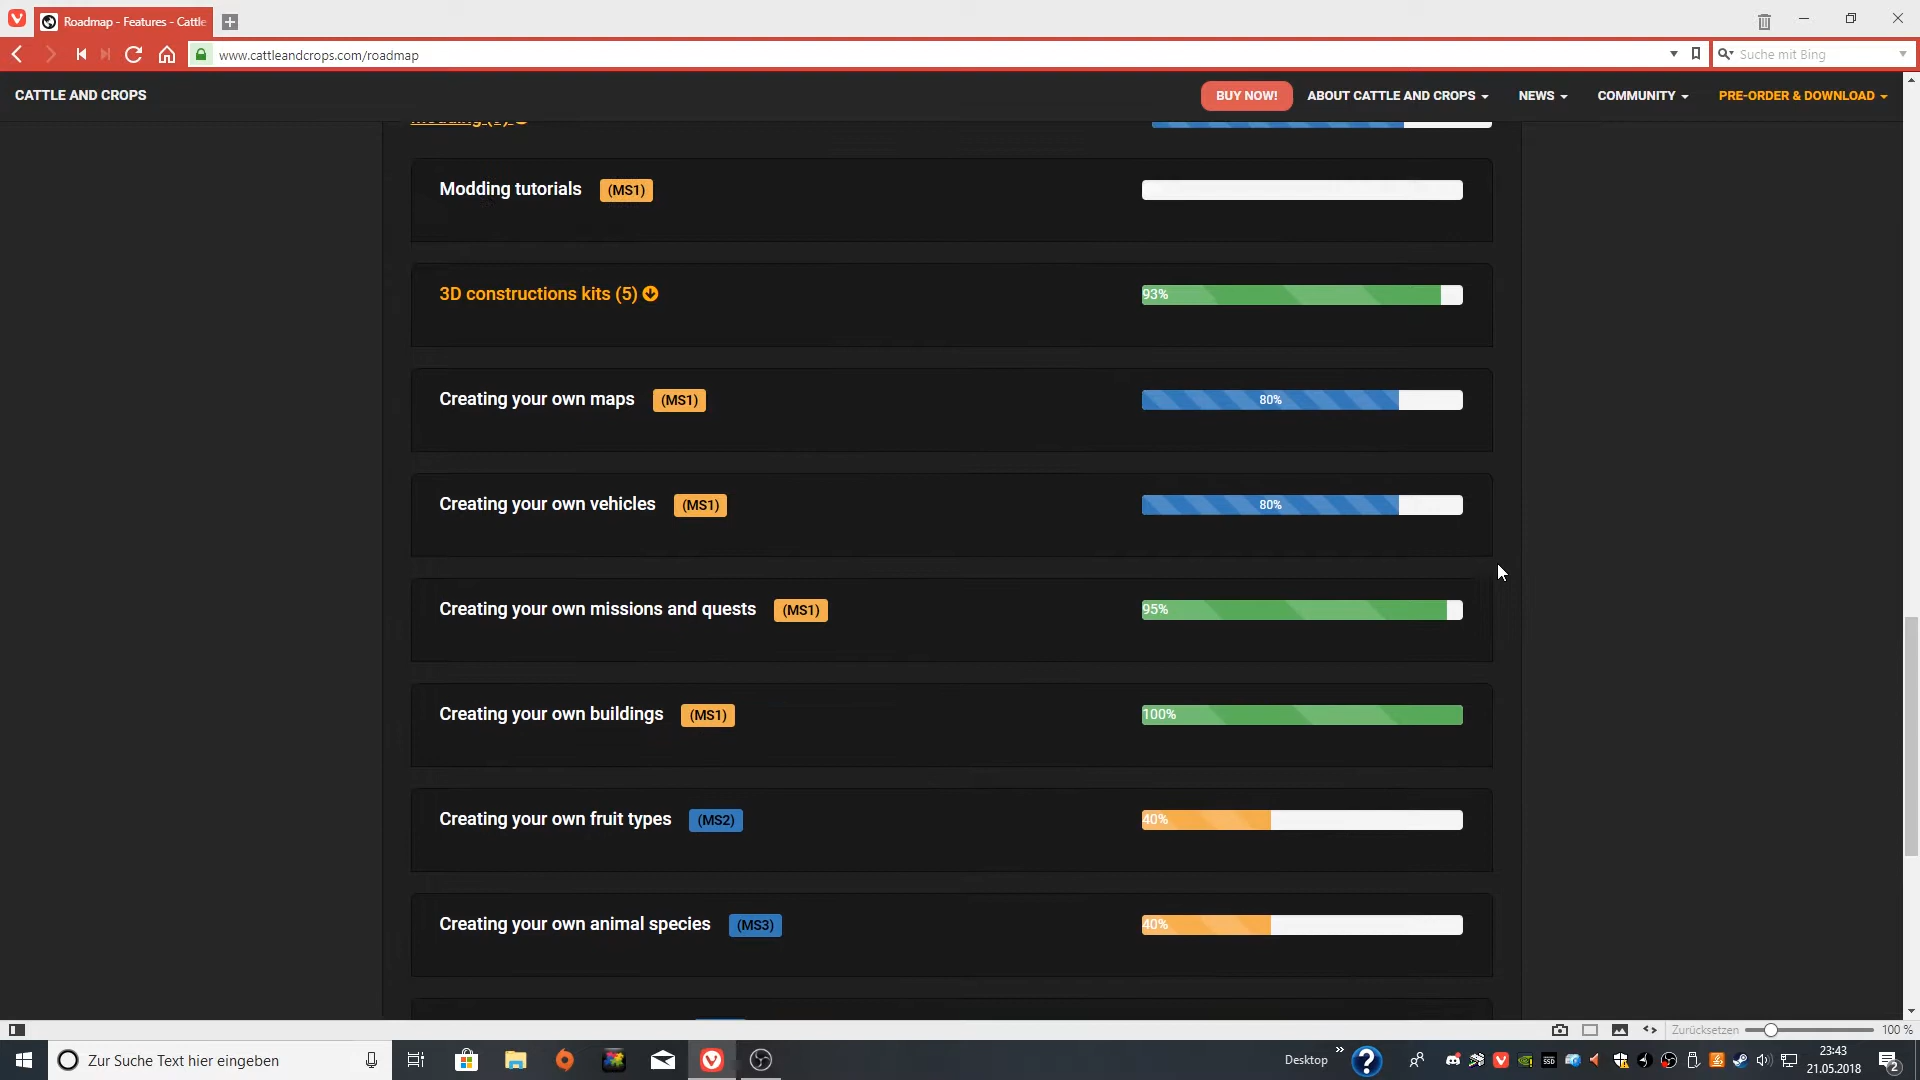 Roadmap - Features - Cattle
www.cattleandcrops.com/roadmap
Suche mit Bing
CATTLE AND CROPS
BUY NOW!
ABOUT CATTLE AND CROPS
NEWS
COMMUNITY
PRE-ORDER & DOWNLOAD
Modding tutorials (MS1)
3D constructions kits (5)
93%
Creating your own maps (MS1)
80%
Creating your own vehicles (MS1)
80%
Creating your own missions and quests (MS1)
95%
Creating your own buildings (MS1)
100%
Creating your own fruit types (MS2)
40%
Creating your own animal species (MS3)
40%
Zurücksetzen
100 %
Zur Suche Text hier eingeben
Desktop
SSD
23:43
21.05.2018
2